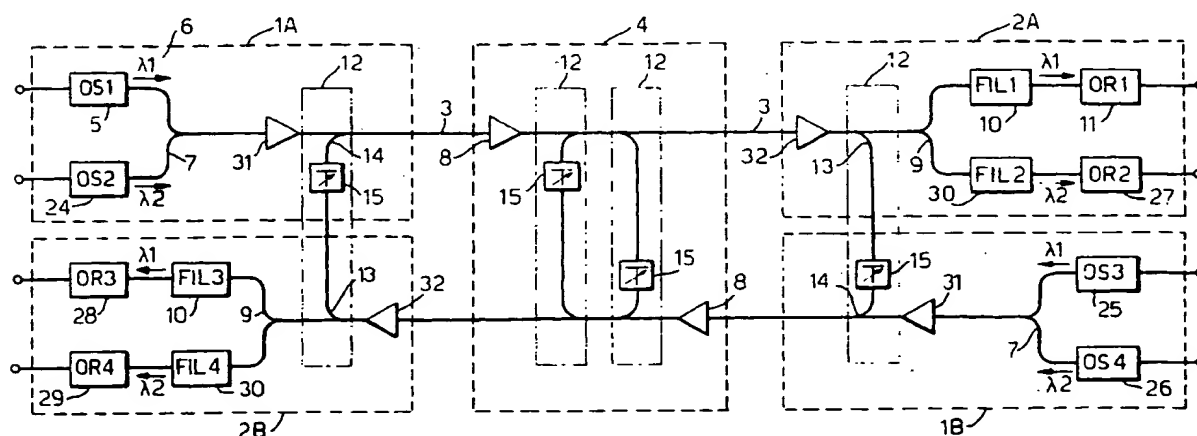 6 1A 4 2A
λ1 12 12 12 12 λ1
OS1 FIL1 OR1
5 3 3 10 11
7 31 14 8 32 13 9
OS2 15 15 FIL2 OR2
24 λ2 30 λ2 27
λ1 15 λ1
OR3 FIL3 13 32 8 14 15 31 OS3
28 10 9 25
7
OR4 FIL4 OS4
29 λ2 30 λ2 26
2B 1B